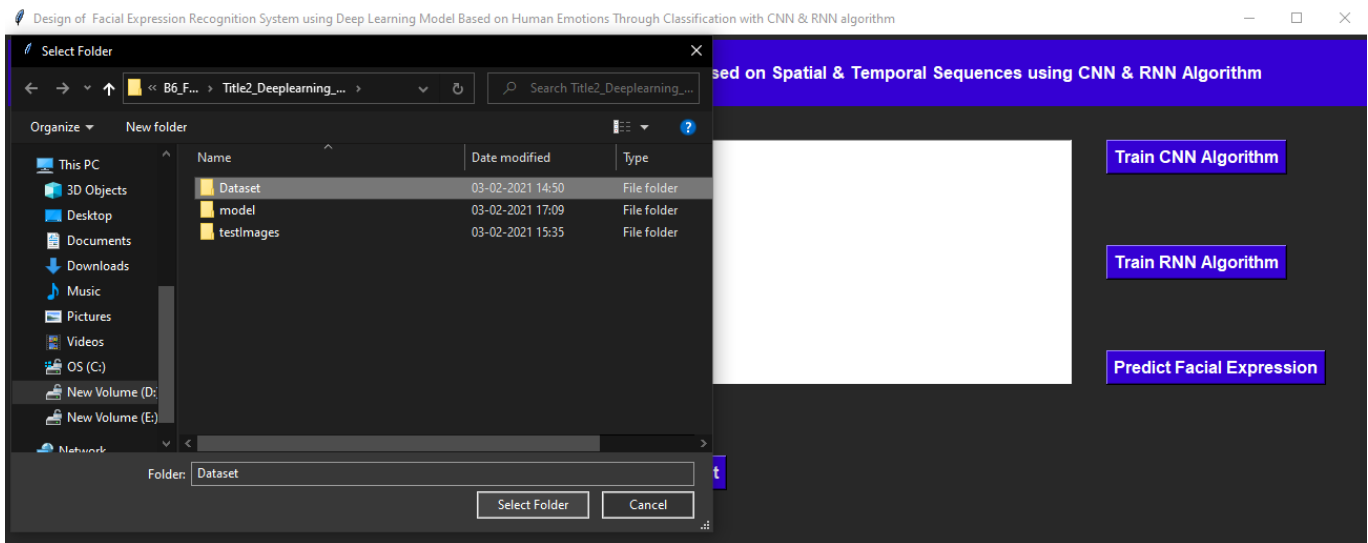 Design of Facial Expression Recognition System using Deep Learning Model Based on Human Emotions Through Classification with CNN & RNN algorithm
Select Folder
sed on Spatial & Temporal Sequences using CNN & RNN Algorithm
« B6_F... › Title2_Deeplearning_... ›
Search Title2_Deeplearning_...
Organize
New folder
Name Date modified Type
This PC
3D Objects
Desktop
Documents
Downloads
Music
Pictures
Videos
OS (C:)
New Volume (D:
New Volume (E:)
Network
Dataset 03-02-2021 14:50 File folder
model 03-02-2021 17:09 File folder
testImages 03-02-2021 15:35 File folder
Folder: Dataset
Select Folder Cancel
Train CNN Algorithm
Train RNN Algorithm
Predict Facial Expression
t